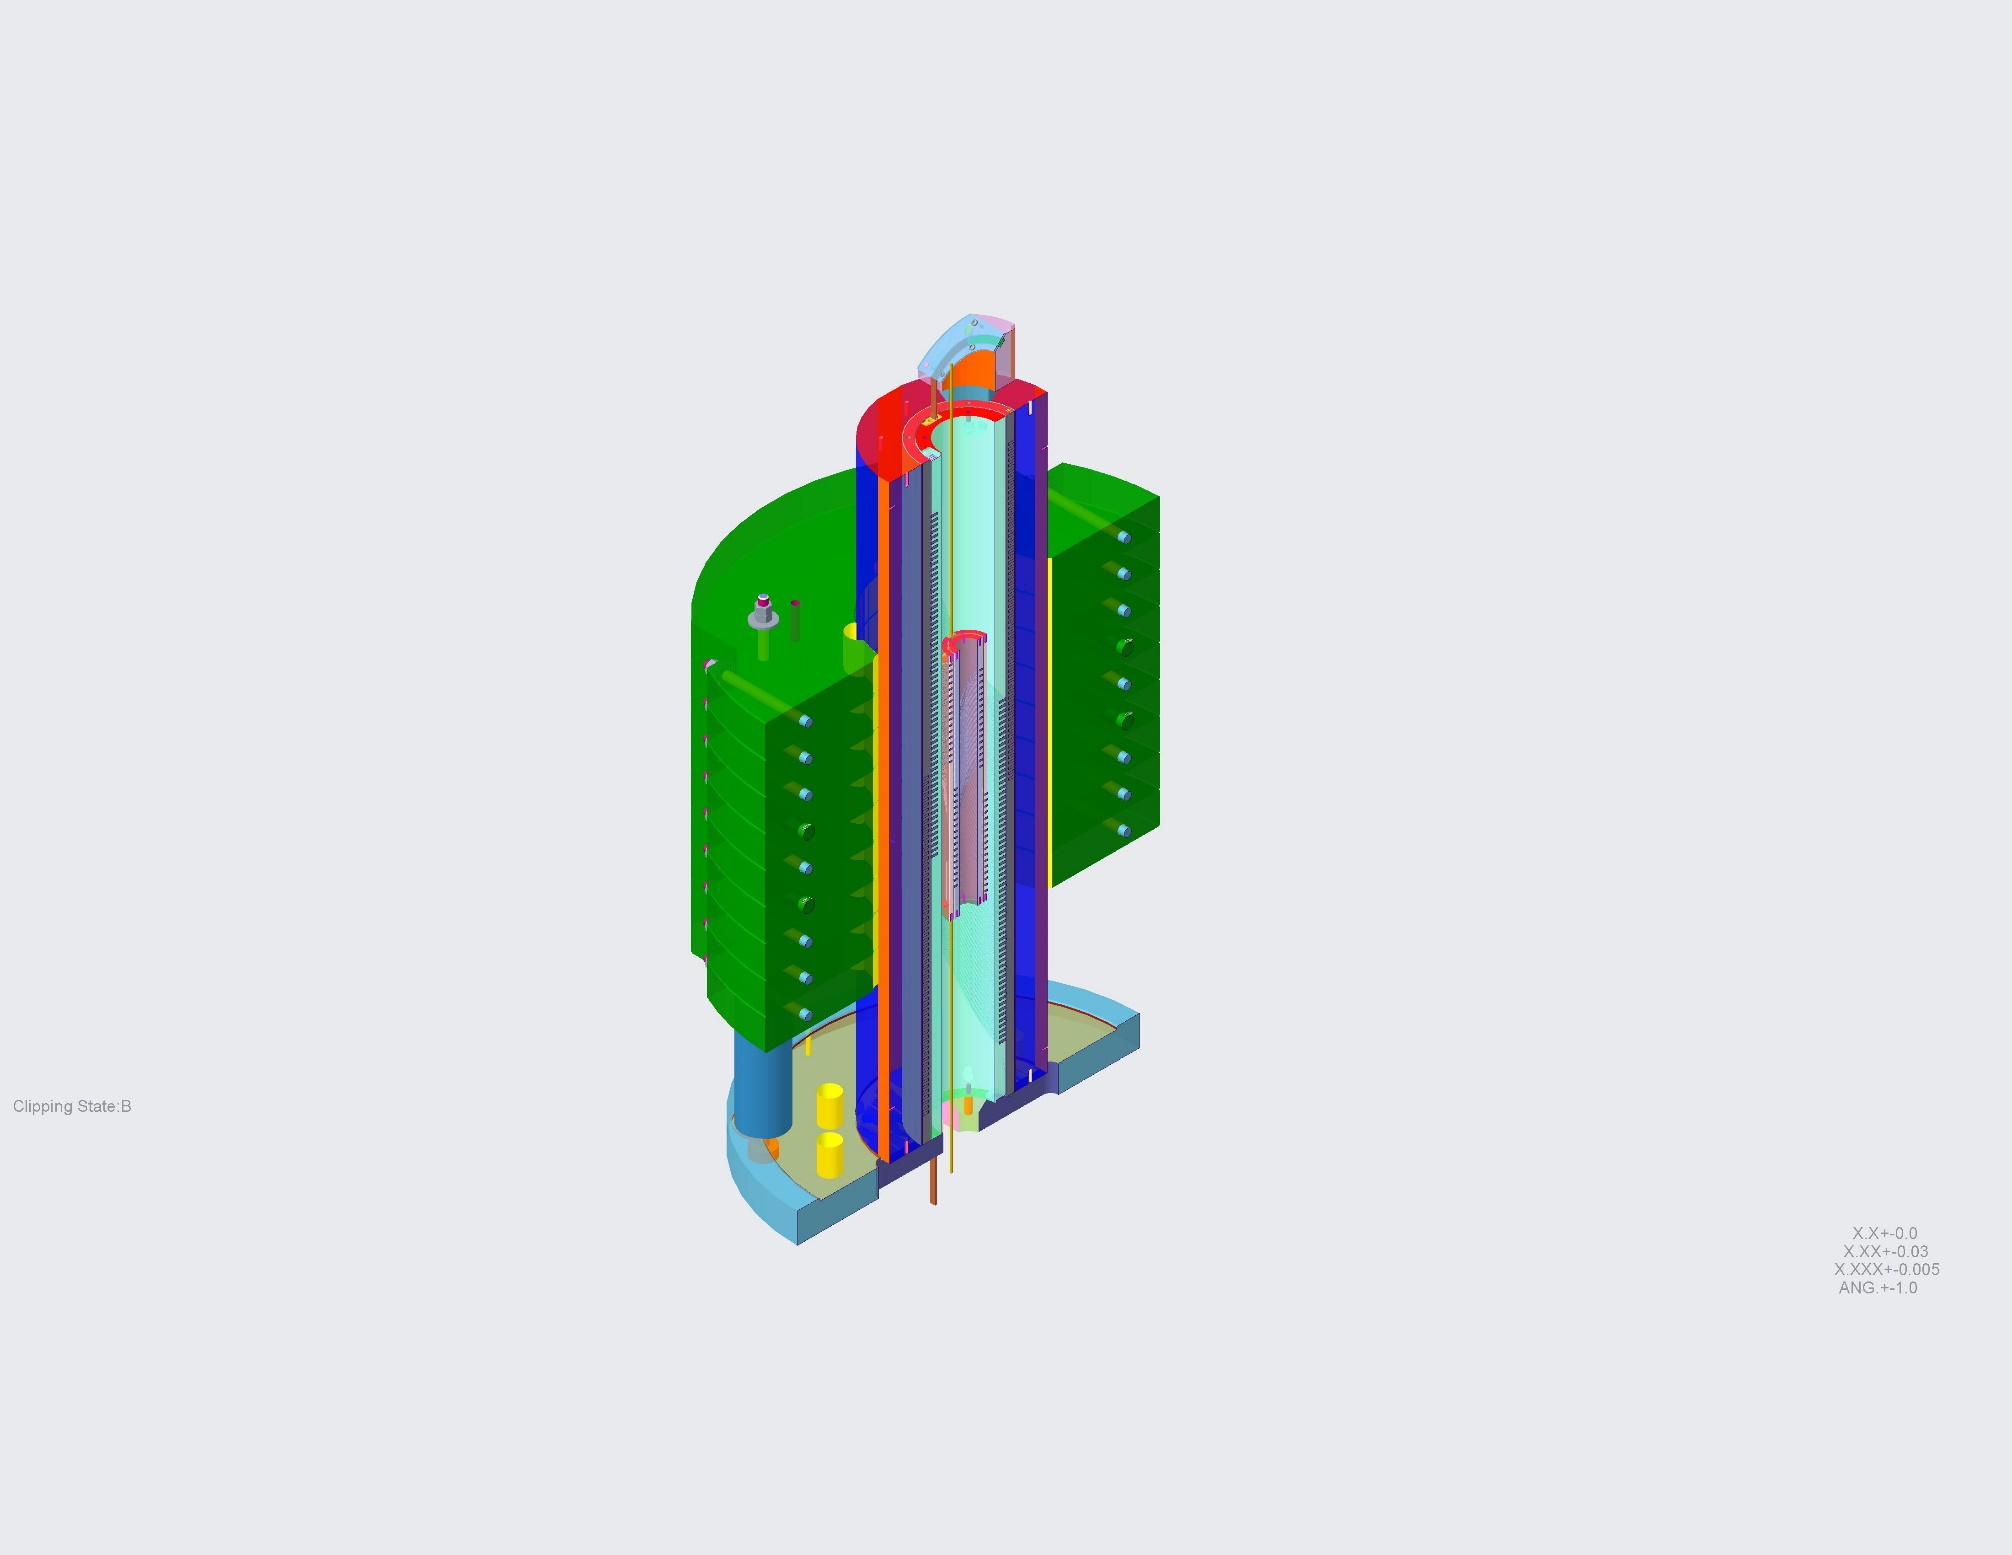 Clipping State:B
X.X+-0.0
X.XX+-0.03
X.XXX+-0.005
ANG.+-1.0